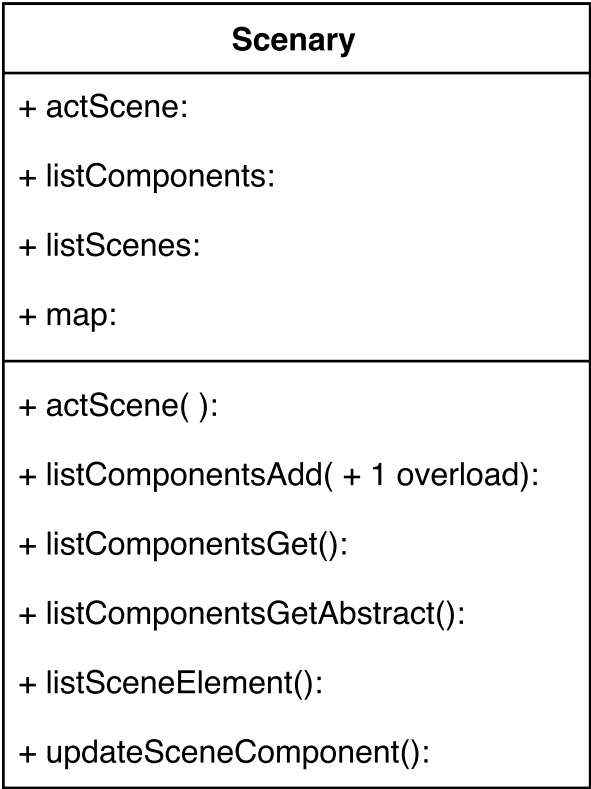 Scenary
+ actScene:
+ listComponents:
+ listScenes:
+ map:
+ actScene( ):
+ listComponentsAdd( + 1 overload):
+ listComponentsGet():
+ listComponentsGetAbstract():
+ listSceneElement():
+ updateSceneComponent():